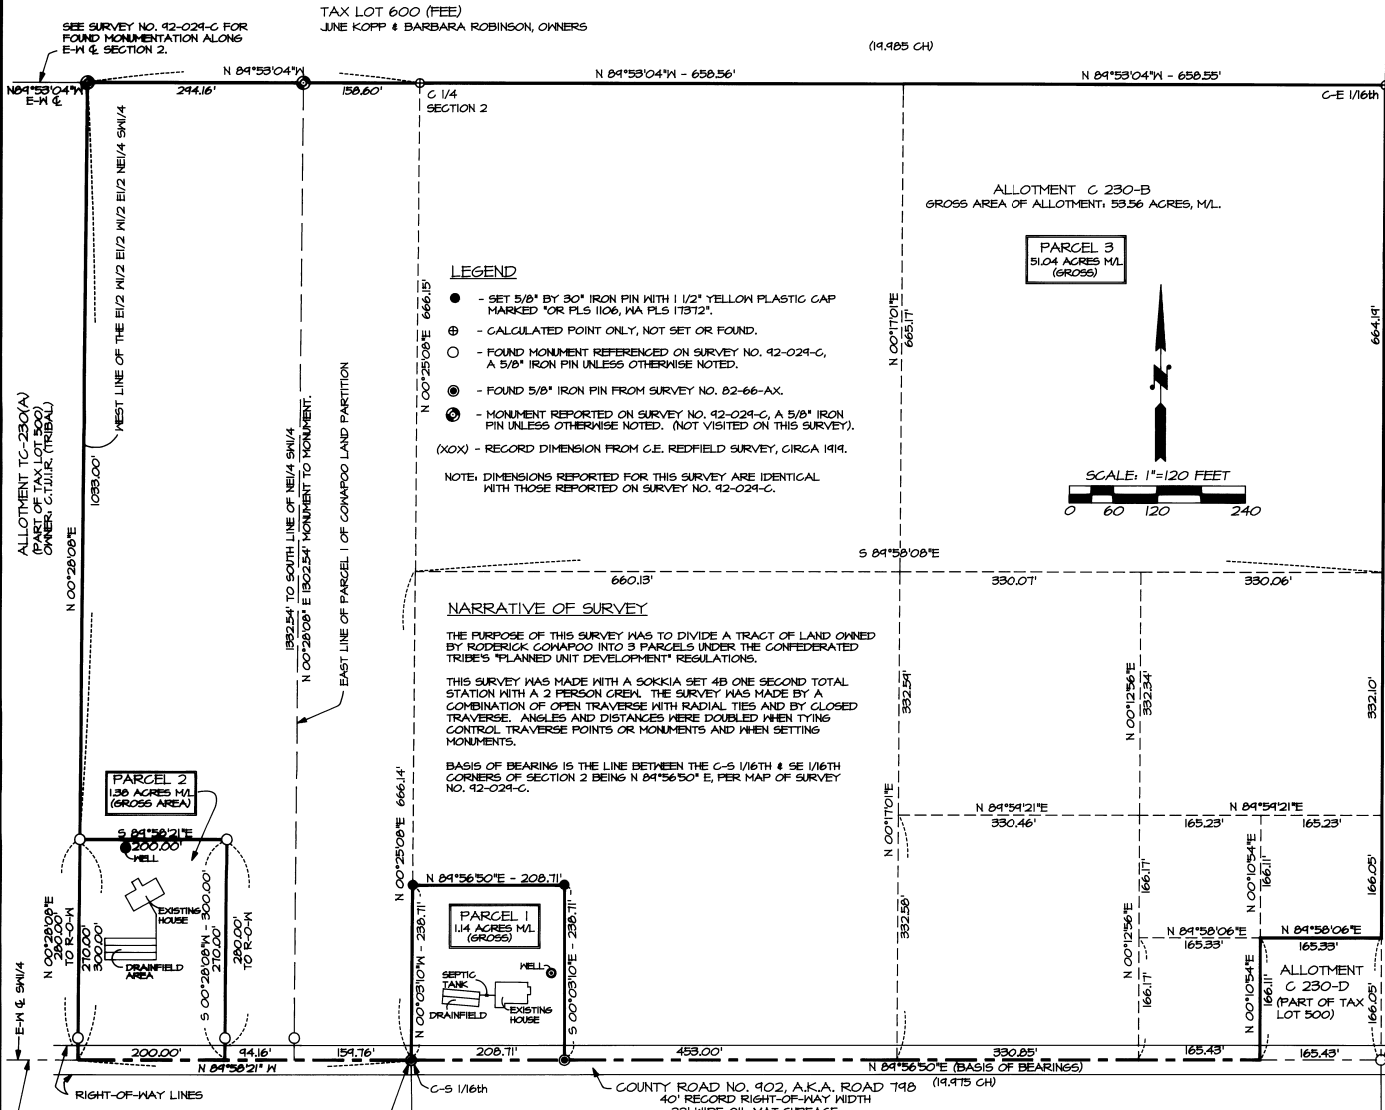 TAX LOT 600 (FEE)
JUNE KOPP & BARBARA ROBINSON, OWNERS
SEE SURVEY NO. 92-029-C FOR
FOUND MONUMENTATION ALONG
E-W ℄ SECTION 2.
(19.985 CH)
N 89°53'04"W
N 89°53'04"W - 658.56'
N 89°53'04"W - 658.55'
N89°53'04"W
E-W ℄
294.16'
158.60'
C 1/4
SECTION 2
C-E 1/16th
WEST LINE OF THE E1/2 W1/2 E1/2 NE1/4 SW1/4
ALLOTMENT C 230-B
GROSS AREA OF ALLOTMENT: 53.56 ACRES, M/L.
PARCEL 3
51.04 ACRES M/L
(GROSS)
LEGEND
- SET 5/8" BY 30" IRON PIN WITH 1 1/2" YELLOW PLASTIC CAP
MARKED "OR PLS 1106, WA PLS 17372".
- CALCULATED POINT ONLY, NOT SET OR FOUND.
- FOUND MONUMENT REFERENCED ON SURVEY NO. 92-029-C,
A 5/8" IRON PIN UNLESS OTHERWISE NOTED.
- FOUND 5/8" IRON PIN FROM SURVEY NO. 82-66-AX.
- MONUMENT REPORTED ON SURVEY NO. 92-029-C, A 5/8" IRON
PIN UNLESS OTHERWISE NOTED. (NOT VISITED ON THIS SURVEY).
(XOX) - RECORD DIMENSION FROM C.E. REDFIELD SURVEY, CIRCA 1919.
NOTE: DIMENSIONS REPORTED FOR THIS SURVEY ARE IDENTICAL
WITH THOSE REPORTED ON SURVEY NO. 92-029-C.
N 00°25'08"E 666.15'
N 00°17'01"E
665.17'
664.19'
N
SCALE: 1"=120 FEET
0 60 120 240
ALLOTMENT TC-230(A)
(PART OF TAX LOT 500)
OWNER: C.T.U.I.R. (TRIBAL)
1033.00'
N 00°28'08"E
1332.54' TO SOUTH LINE OF NE1/4 SW1/4
N 00°28'08" E 1302.54' MONUMENT TO MONUMENT.
EAST LINE OF PARCEL 1 OF COWAPOO LAND PARTITION
S 89°58'08"E
660.13'
330.07'
330.06'
NARRATIVE OF SURVEY
THE PURPOSE OF THIS SURVEY WAS TO DIVIDE A TRACT OF LAND OWNED
BY RODERICK COWAPOO INTO 3 PARCELS UNDER THE CONFEDERATED
TRIBE'S "PLANNED UNIT DEVELOPMENT" REGULATIONS.
THIS SURVEY WAS MADE WITH A SOKKIA SET 4B ONE SECOND TOTAL
STATION WITH A 2 PERSON CREW. THE SURVEY WAS MADE BY A
COMBINATION OF OPEN TRAVERSE WITH RADIAL TIES AND BY CLOSED
TRAVERSE. ANGLES AND DISTANCES WERE DOUBLED WHEN TYING
CONTROL TRAVERSE POINTS OR MONUMENTS AND WHEN SETTING
MONUMENTS.
BASIS OF BEARING IS THE LINE BETWEEN THE C-S 1/16TH & SE 1/16TH
CORNERS OF SECTION 2 BEING N 89°56'50" E, PER MAP OF SURVEY
NO. 92-029-C.
332.59'
N 00°12'56"E
332.34'
332.10'
N 00°25'08"E 666.14'
N 00°17'01"E
332.58'
N 89°59'21"E
330.46'
N 89°59'21"E
165.23'
165.23'
166.17'
N 00°10'54"E
166.11'
166.05'
PARCEL 2
1.38 ACRES M/L
(GROSS AREA)
S 89°58'21"E
200.00'
WELL
EXISTING
HOUSE
DRAINFIELD
AREA
N 00°28'08"E
280.00'
TO R-O-W
270.00'
300.00'
S 00°28'08"W - 300.00'
270.00'
280.00'
TO R-O-W
N 89°56'50"E - 208.71'
PARCEL 1
1.14 ACRES M/L
(GROSS)
N 00°03'10"W - 238.71'
S 00°03'10"E - 238.71'
WELL
SEPTIC
TANK
DRAINFIELD
EXISTING
HOUSE
N 00°12'56"E
166.17'
N 89°58'06"E
165.33'
N 89°58'06"E
165.33'
N 00°10'54"E
166.11'
ALLOTMENT
C 230-D
(PART OF TAX
LOT 500)
166.05'
E-W ℄ SW1/4
200.00'
94.16'
159.76'
208.71'
453.00'
330.85'
165.43'
165.43'
N 89°58'21" W
N 89°56'50"E (BASIS OF BEARINGS)
(19.975 CH)
RIGHT-OF-WAY LINES
C-S 1/16th
COUNTY ROAD NO. 902, A.K.A. ROAD 798
40' RECORD RIGHT-OF-WAY WIDTH
WIDE OIL MAT SURFACE